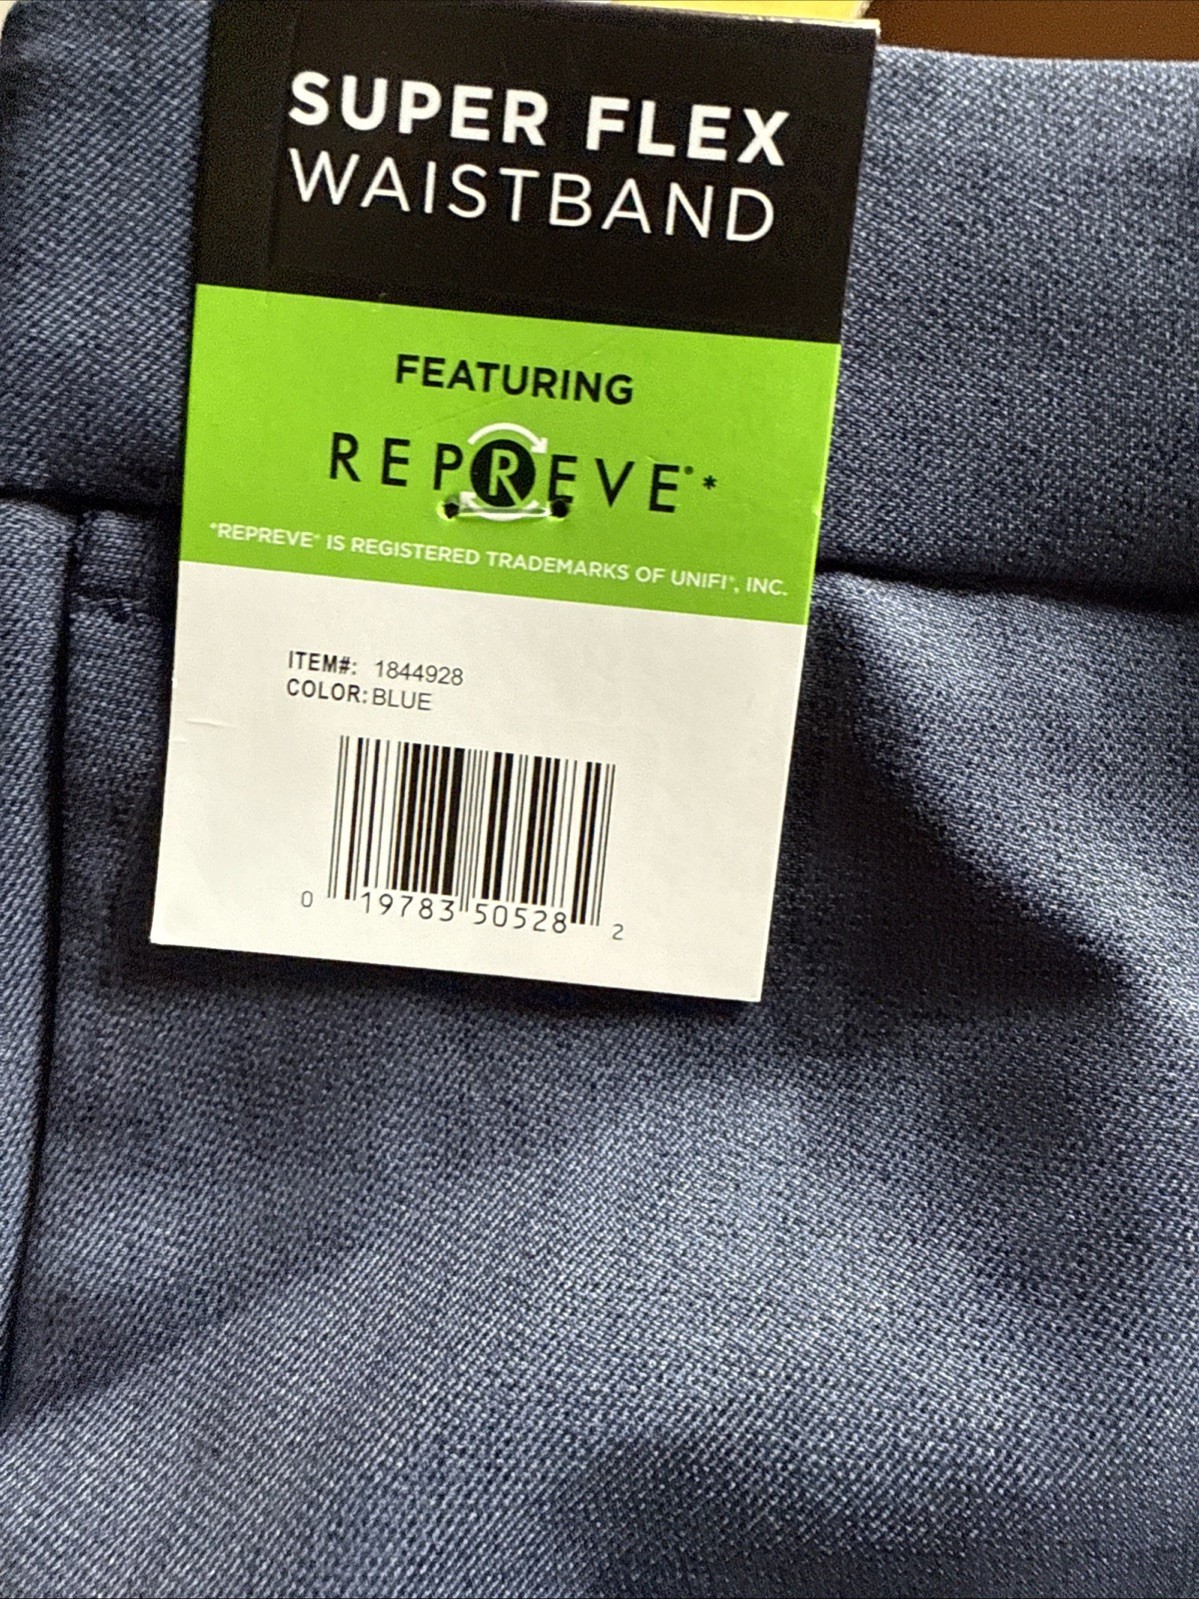 SUPER FLEX
WAISTBAND
FEATURING
REPREVE®*
*REPREVE® IS REGISTERED TRADEMARKS OF UNIFI®, INC.
ITEM#: 1844928
COLOR: BLUE
0 19783 50528 2